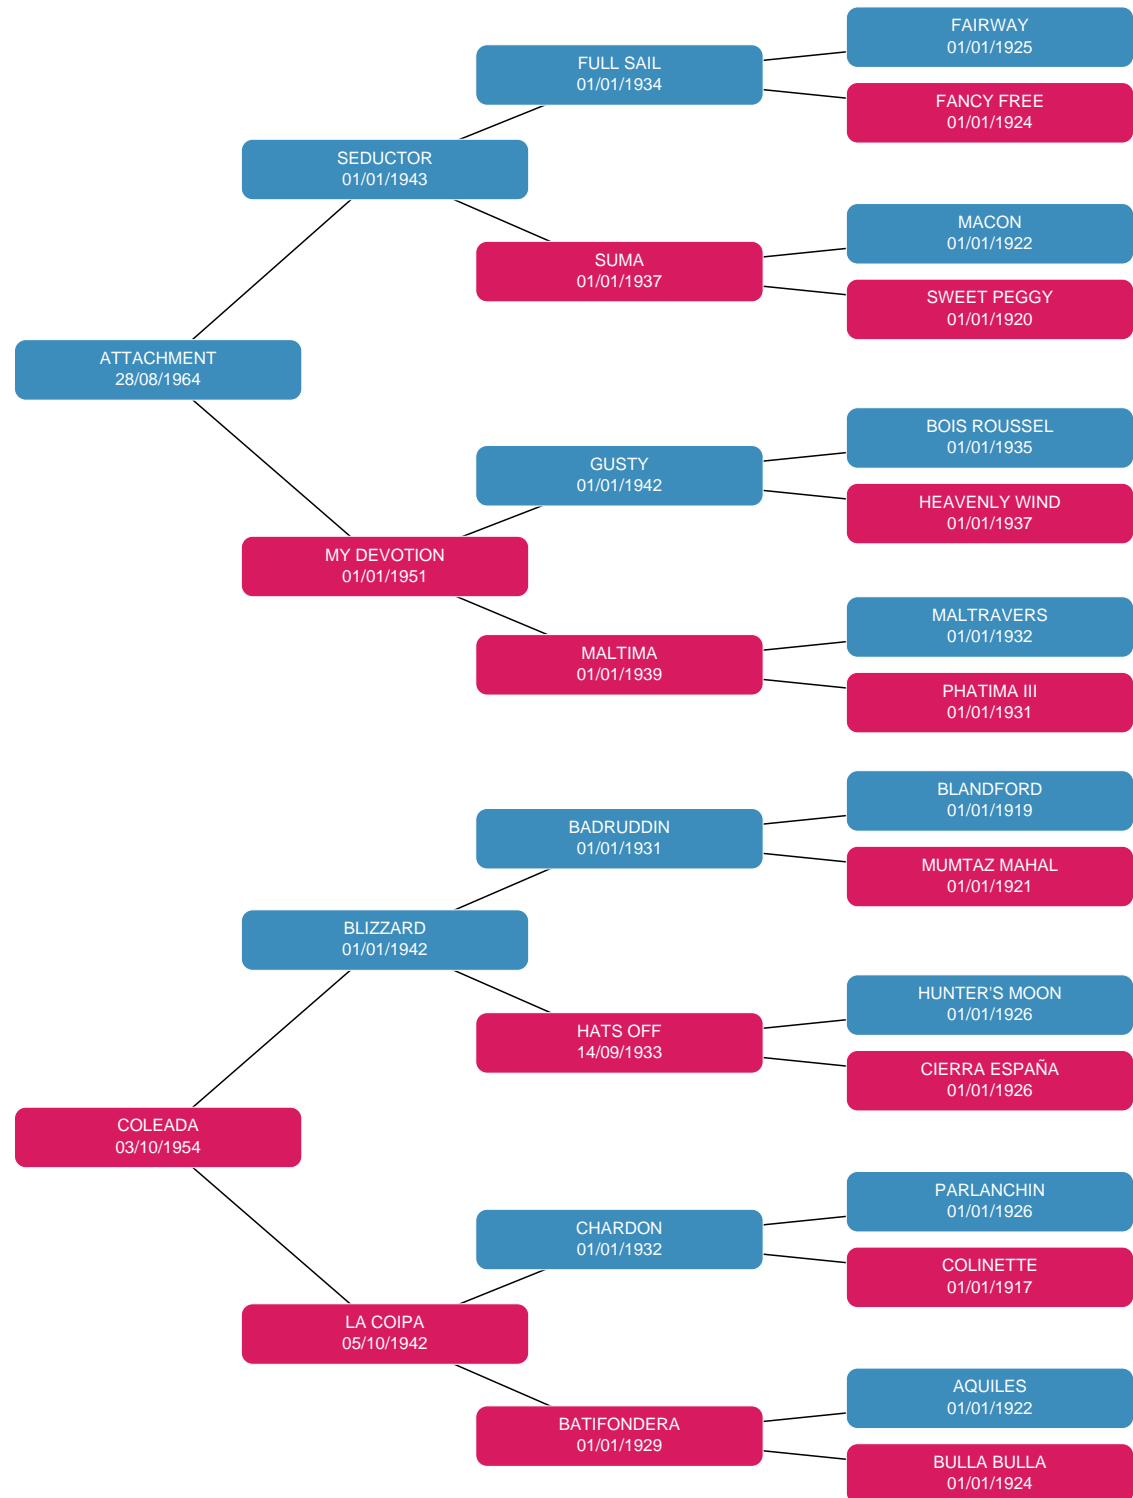 FAIRWAY
01/01/1925
FULL SAIL
01/01/1934
FANCY FREE
01/01/1924
SEDUCTOR
01/01/1943
MACON
01/01/1922
SUMA
01/01/1937
SWEET PEGGY
01/01/1920
ATTACHMENT
28/08/1964
BOIS ROUSSEL
01/01/1935
GUSTY
01/01/1942
HEAVENLY WIND
01/01/1937
MY DEVOTION
01/01/1951
MALTRAVERS
01/01/1932
MALTIMA
01/01/1939
PHATIMA III
01/01/1931
BLANDFORD
01/01/1919
BADRUDDIN
01/01/1931
MUMTAZ MAHAL
01/01/1921
BLIZZARD
01/01/1942
HUNTER'S MOON
01/01/1926
HATS OFF
14/09/1933
CIERRA ESPAÑA
01/01/1926
COLEADA
03/10/1954
PARLANCHIN
01/01/1926
CHARDON
01/01/1932
COLINETTE
01/01/1917
LA COIPA
05/10/1942
AQUILES
01/01/1922
BATIFONDERA
01/01/1929
BULLA BULLA
01/01/1924